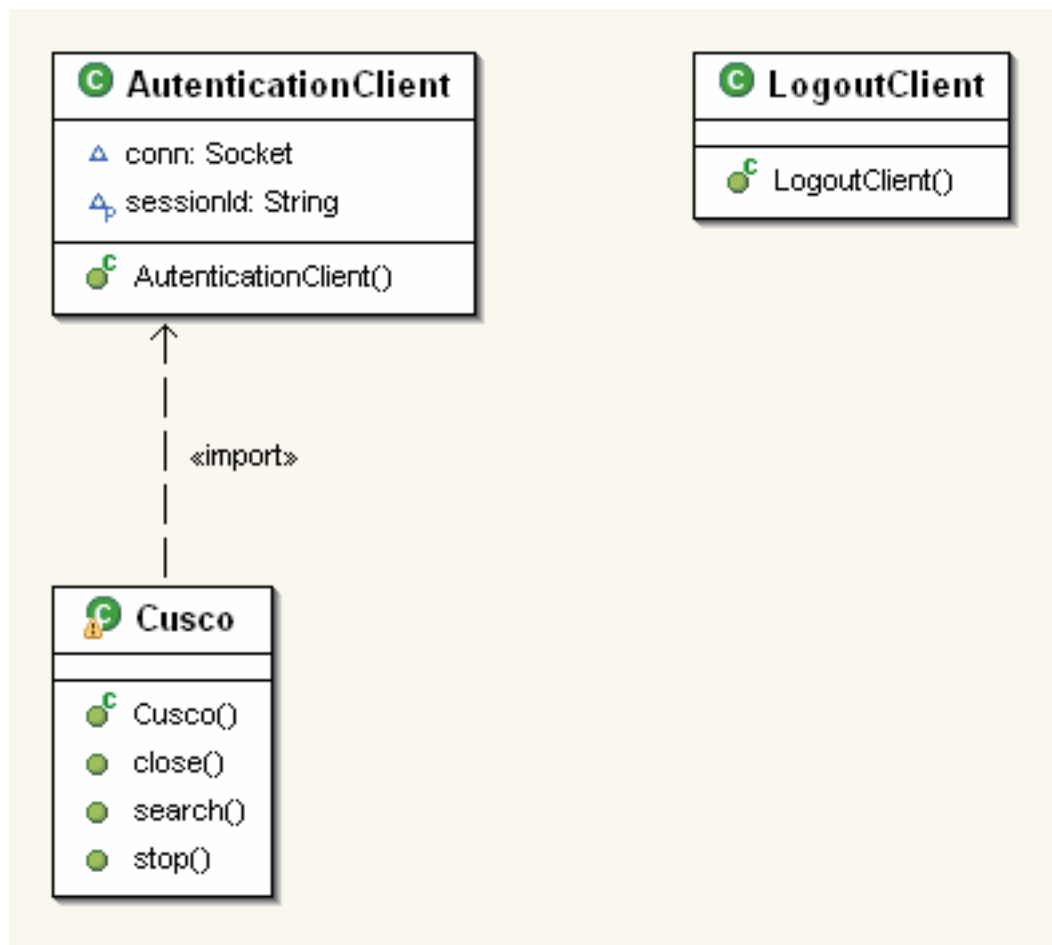 AutenticationClient
conn: Socket
sessionId: String
AutenticationClient()
LogoutClient
LogoutClient()
«import»
Cusco
Cusco()
close()
search()
stop()